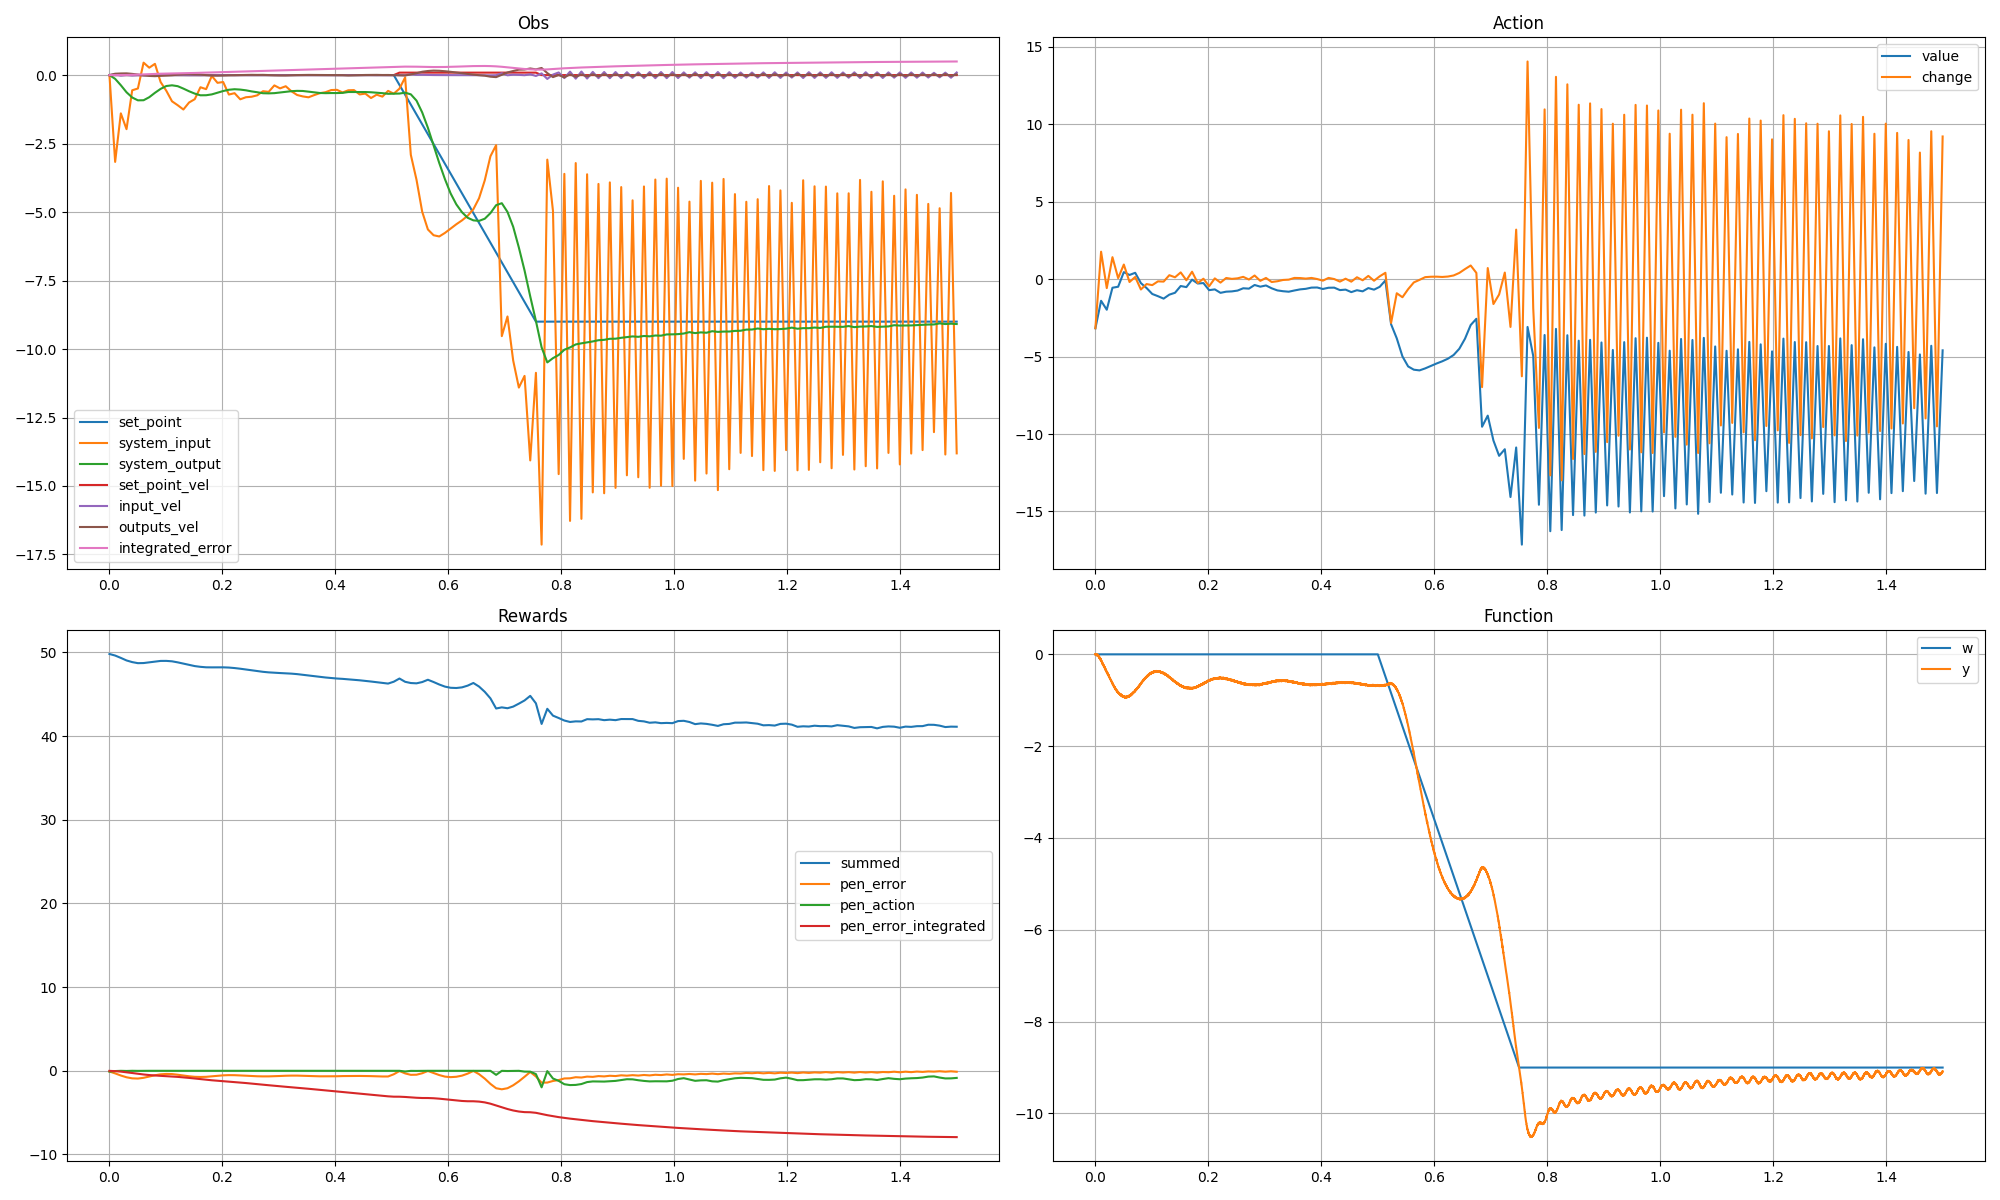 Obs
0.0
−2.5
−5.0
−7.5
−10.0
−12.5
−15.0
−17.5
set_point
system_input
system_output
set_point_vel
input_vel
outputs_vel
integrated_error
0.0 0.2 0.4 0.6 0.8 1.0 1.2 1.4
Action
15
10
5
0
−5
−10
−15
value
change
0.0 0.2 0.4 0.6 0.8 1.0 1.2 1.4
Rewards
50
40
30
20
10
0
−10
summed
pen_error
pen_action
pen_error_integrated
0.0 0.2 0.4 0.6 0.8 1.0 1.2 1.4
Function
0
−2
−4
−6
−8
−10
w
y
0.0 0.2 0.4 0.6 0.8 1.0 1.2 1.4